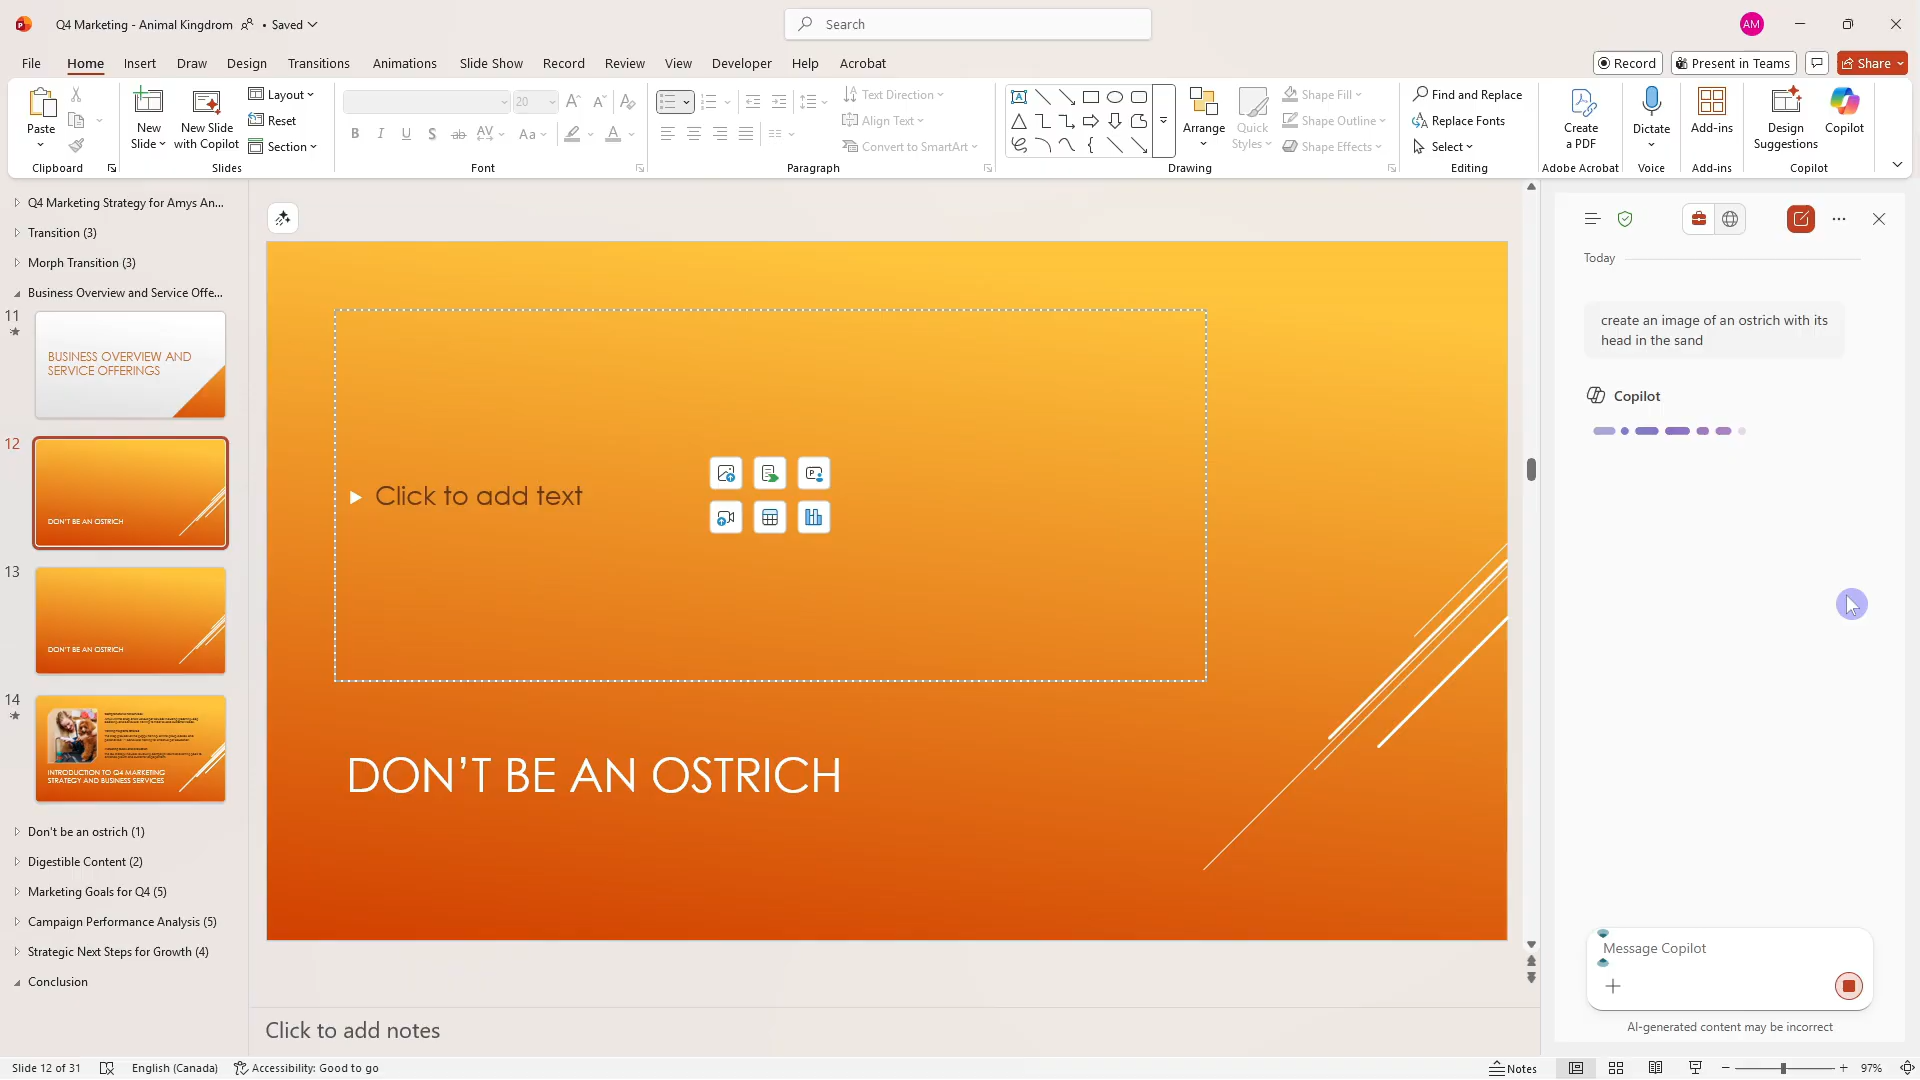 Q4 Marketing - Animal Kingdrom • Saved
Search
AM
File Home Insert Draw Design Transitions Animations Slide Show Record Review View Developer Help Acrobat
Record Present in Teams Share
Paste
New Slide
New Slide with Copilot
Layout
Reset
Section
20
Text Direction
Align Text
Convert to SmartArt
Arrange
Quick Styles
Shape Fill
Shape Outline
Shape Effects
Find and Replace
Replace Fonts
Select
Create a PDF
Dictate
Add-ins
Design Suggestions
Copilot
Clipboard Slides Font Paragraph Drawing Editing Adobe Acrobat Voice Add-ins Copilot
Q4 Marketing Strategy for Amys An...
Transition (3)
Morph Transition (3)
Business Overview and Service Offe...
11
BUSINESS OVERVIEW AND
SERVICE OFFERINGS
12
DON'T BE AN OSTRICH
13
DON'T BE AN OSTRICH
14
INTRODUCTION TO Q4 MARKETING
STRATEGY AND BUSINESS SERVICES
Don't be an ostrich (1)
Digestible Content (2)
Marketing Goals for Q4 (5)
Campaign Performance Analysis (5)
Strategic Next Steps for Growth (4)
Conclusion
Click to add text
DON'T BE AN OSTRICH
Click to add notes
Today
create an image of an ostrich with its
head in the sand
Copilot
Message Copilot
AI-generated content may be incorrect
Slide 12 of 31 English (Canada) Accessibility: Good to go
Notes 97%